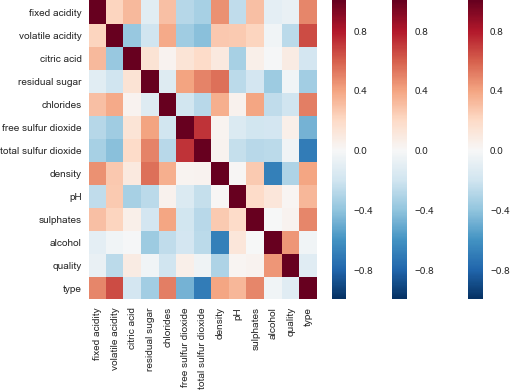 fixed acidity
volatile acidity
citric acid
residual sugar
chlorides
free sulfur dioxide
total sulfur dioxide
density
pH
sulphates
alcohol
quality
type
fixed acidity
volatile acidity
citric acid
residual sugar
chlorides
free sulfur dioxide
total sulfur dioxide
density
pH
sulphates
alcohol
quality
type
0.8
0.4
0.0
−0.4
−0.8
0.8
0.4
0.0
−0.4
−0.8
0.8
0.4
0.0
−0.4
−0.8